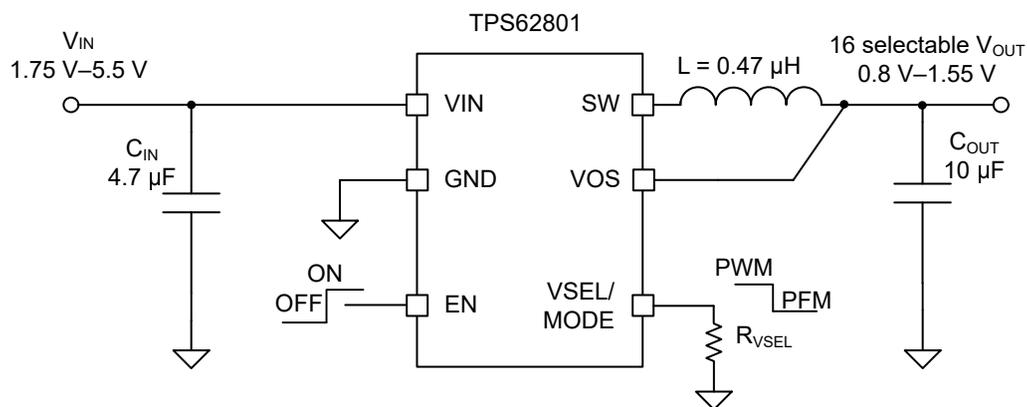 TPS62801
VIN
1.75 V–5.5 V
16 selectable VOUT
0.8 V–1.55 V
L = 0.47 µH
VIN
SW
CIN
4.7 µF
COUT
10 µF
GND
VOS
ON
OFF
EN
VSEL/
MODE
PWM
PFM
RVSEL